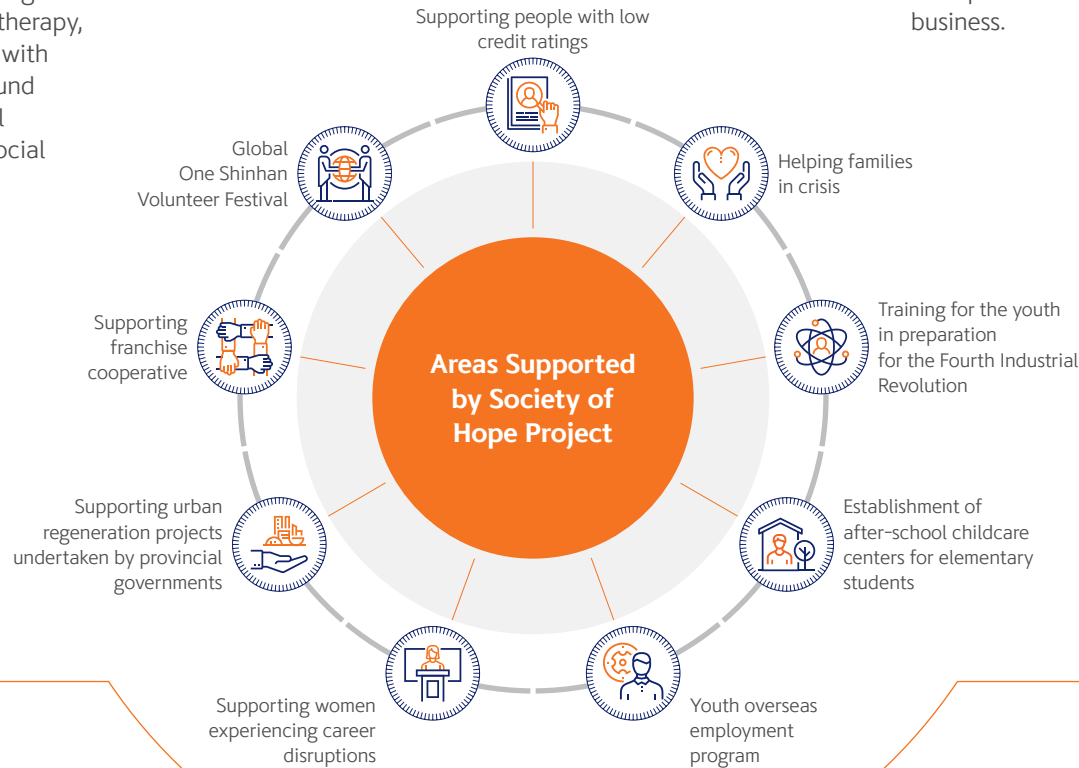 therapy,
with
ocial
business.
Supporting people with low
credit ratings
Helping families
in crisis
Training for the youth
in preparation
for the Fourth Industrial
Revolution
Establishment of
after-school childcare
centers for elementary
students
Youth overseas
employment
program
Supporting women
experiencing career
disruptions
Supporting urban
regeneration projects
undertaken by provincial
governments
Supporting
franchise
cooperative
Global
One Shinhan
Volunteer Festival
Areas Supported
by Society of
Hope Project